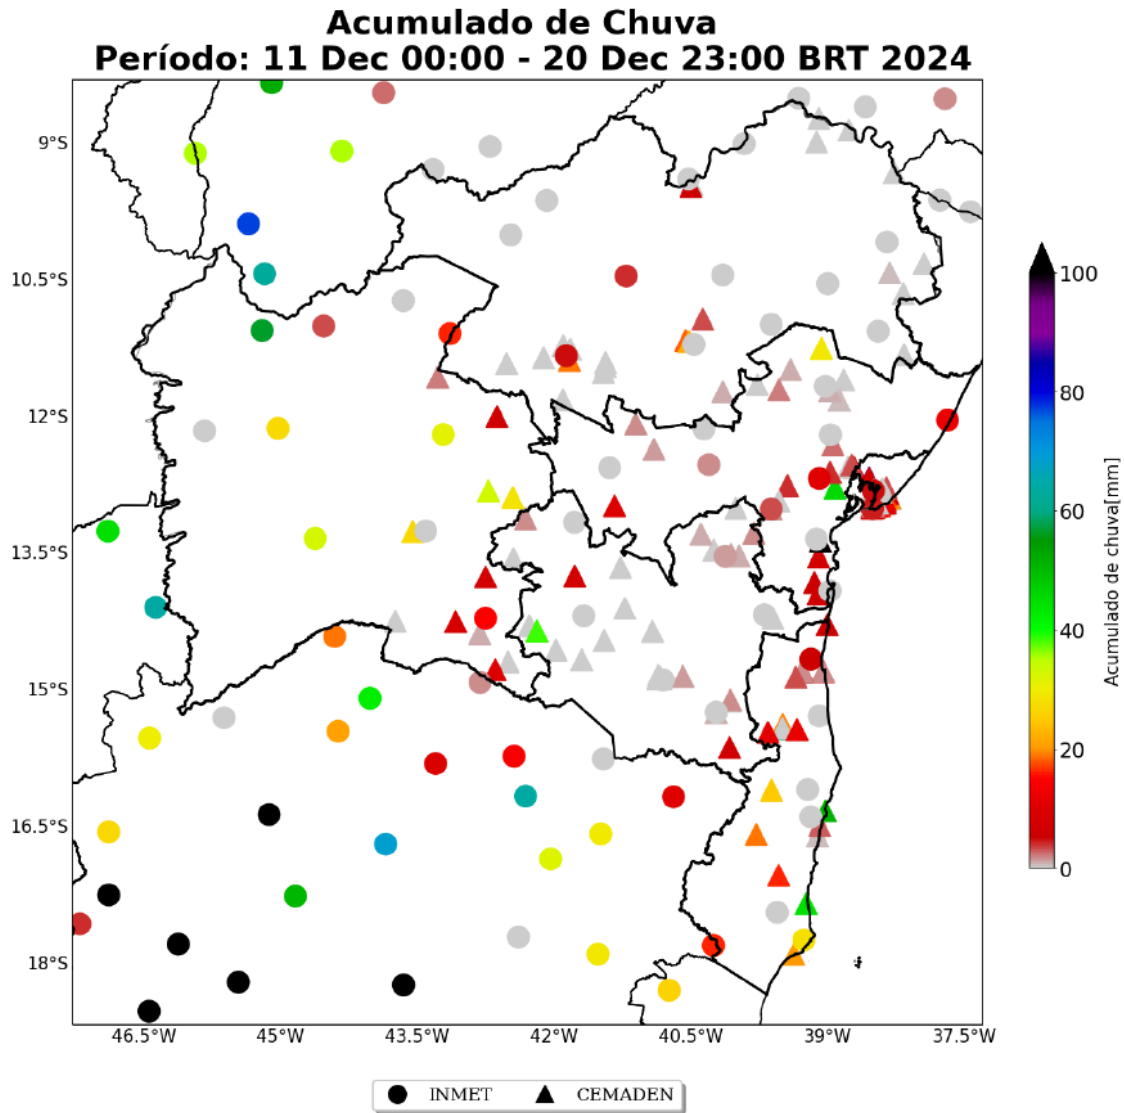 Acumulado de Chuva
Período: 11 Dec 00:00 - 20 Dec 23:00 BRT 2024
9°S
10.5°S
12°S
13.5°S
15°S
16.5°S
18°S
46.5°W 45°W 43.5°W 42°W 40.5°W 39°W 37.5°W
100
80
60
40
20
0
Acumulado de chuva[mm]
INMET CEMADEN